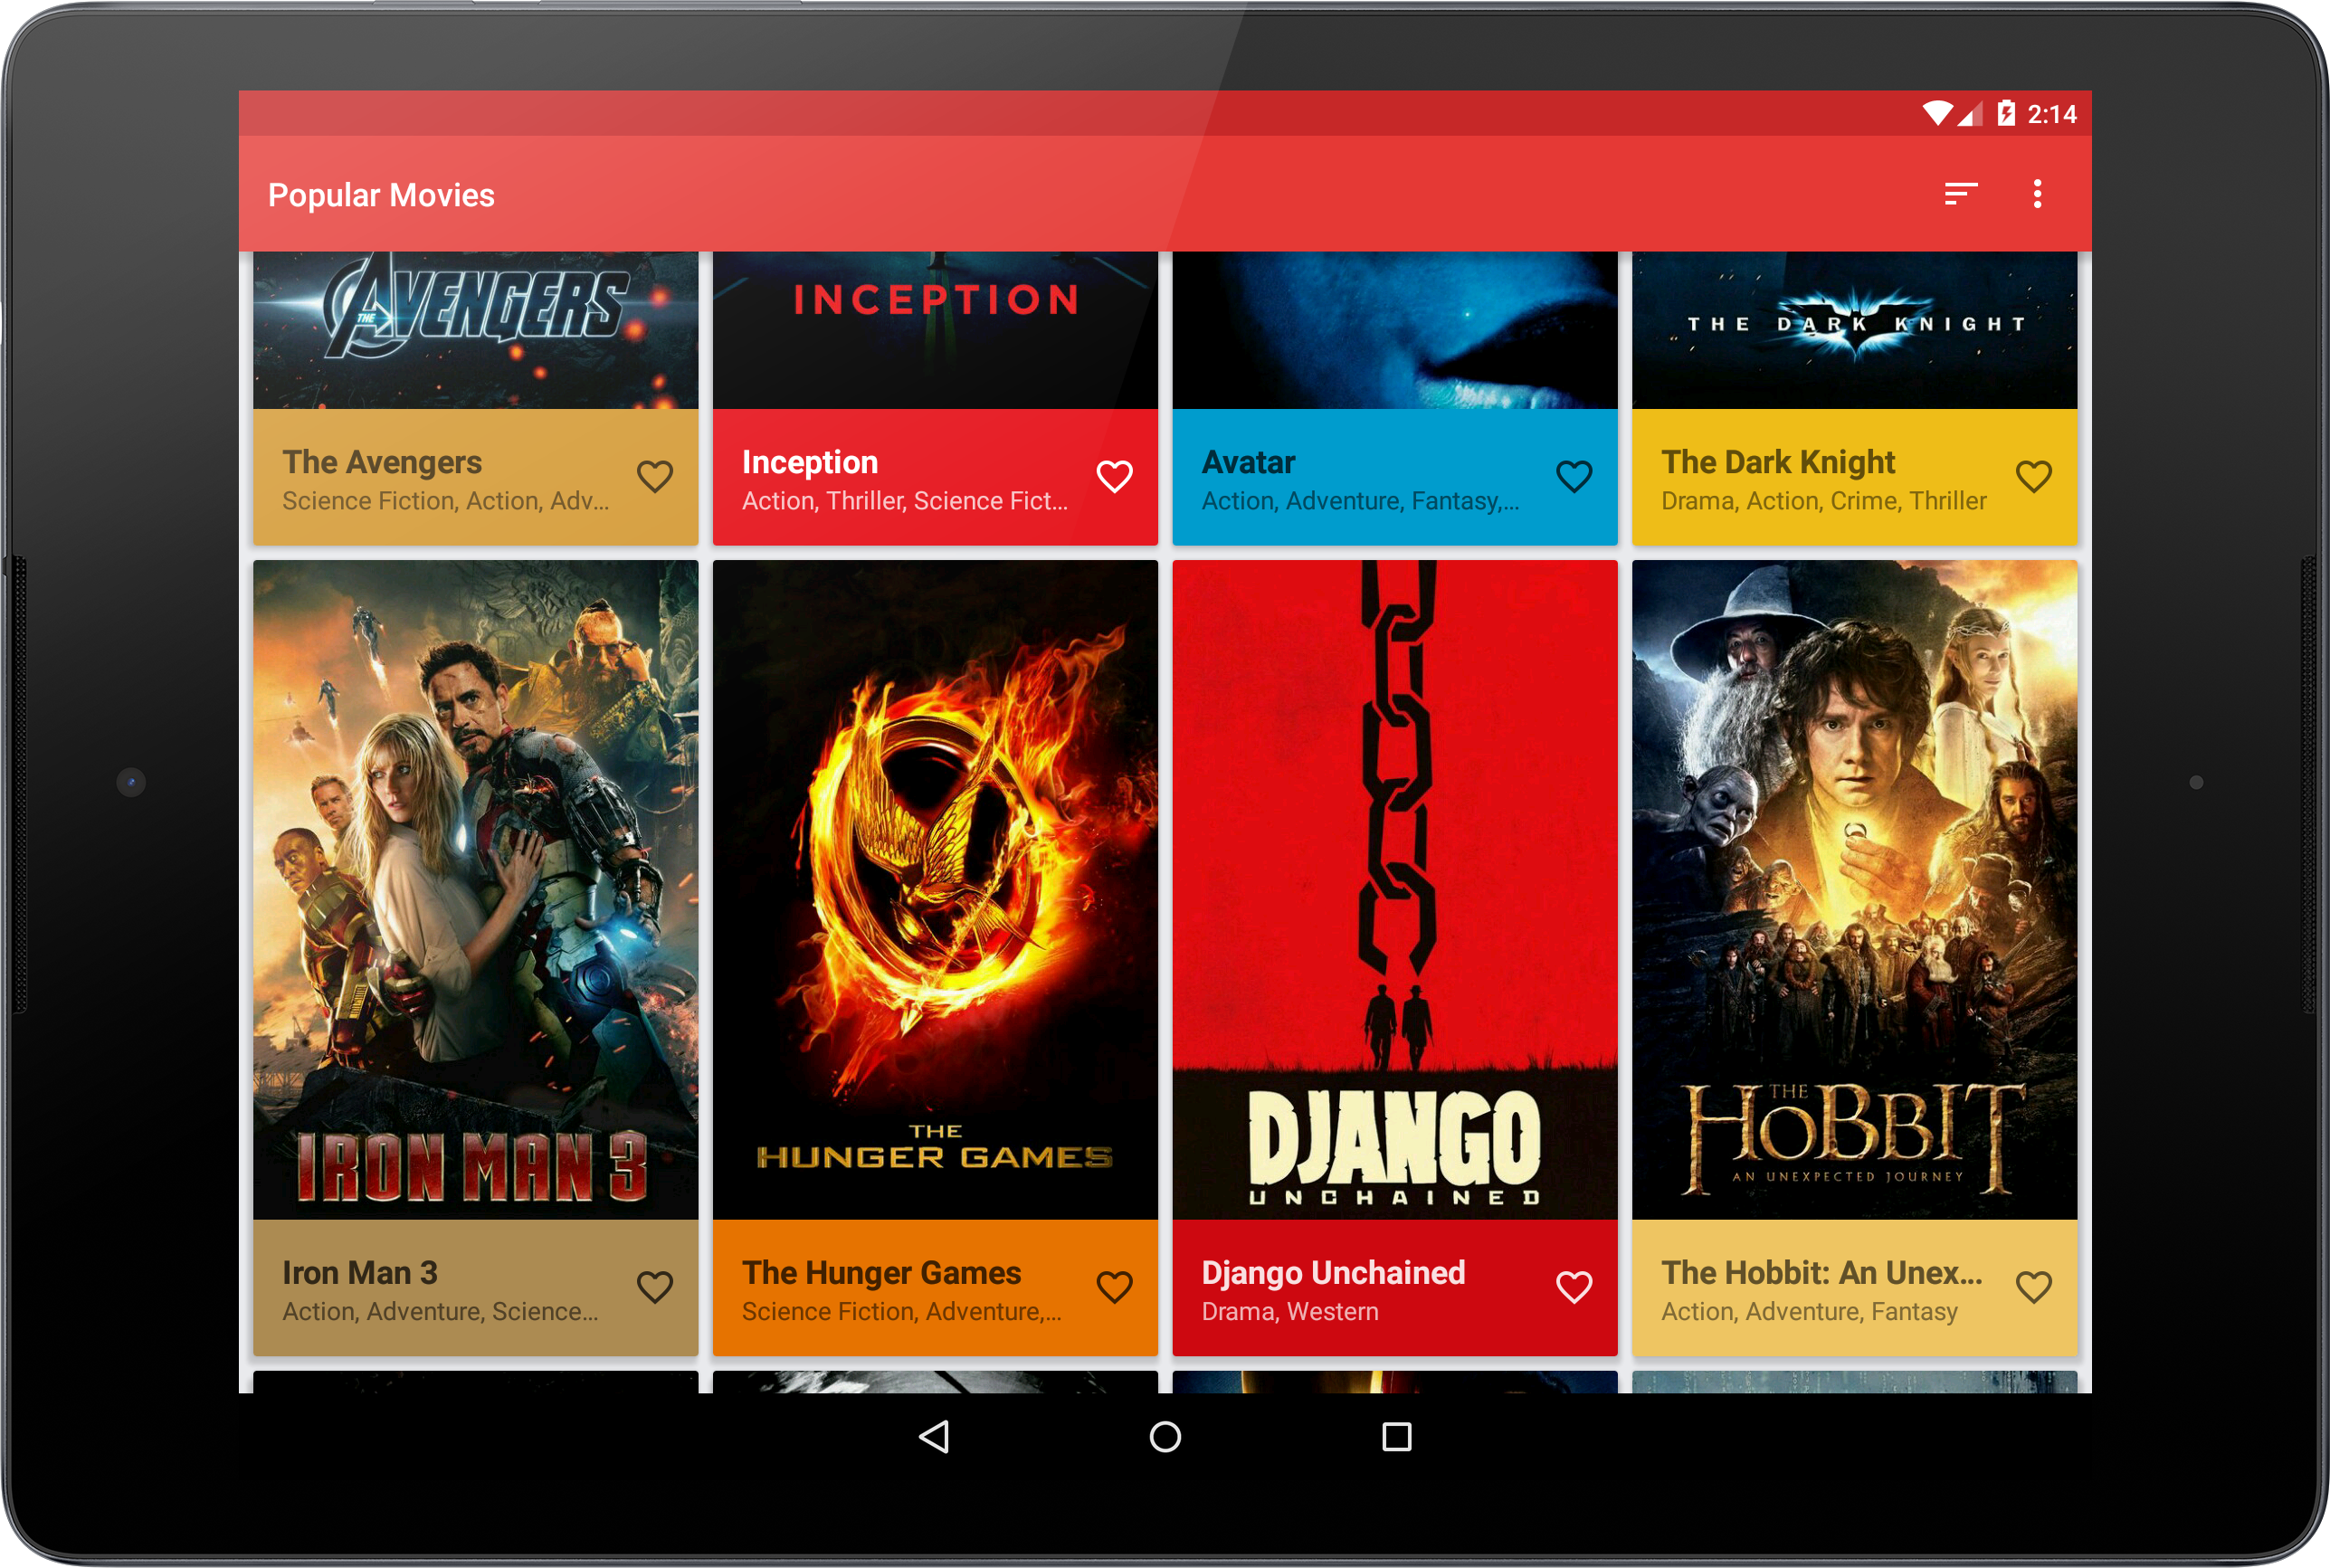 2:14
Popular Movies
THE AVENGERS
INCEPTION
THE DARK KNIGHT
The Avengers
Science Fiction, Action, Adv...
Inception
Action, Thriller, Science Fict...
Avatar
Action, Adventure, Fantasy,...
The Dark Knight
Drama, Action, Crime, Thriller
IRON MAN 3
THE
HUNGER GAMES
DJANGO
UNCHAINED
THE
HOBBIT
AN UNEXPECTED JOURNEY
Iron Man 3
Action, Adventure, Science...
The Hunger Games
Science Fiction, Adventure,...
Django Unchained
Drama, Western
The Hobbit: An Unex...
Action, Adventure, Fantasy